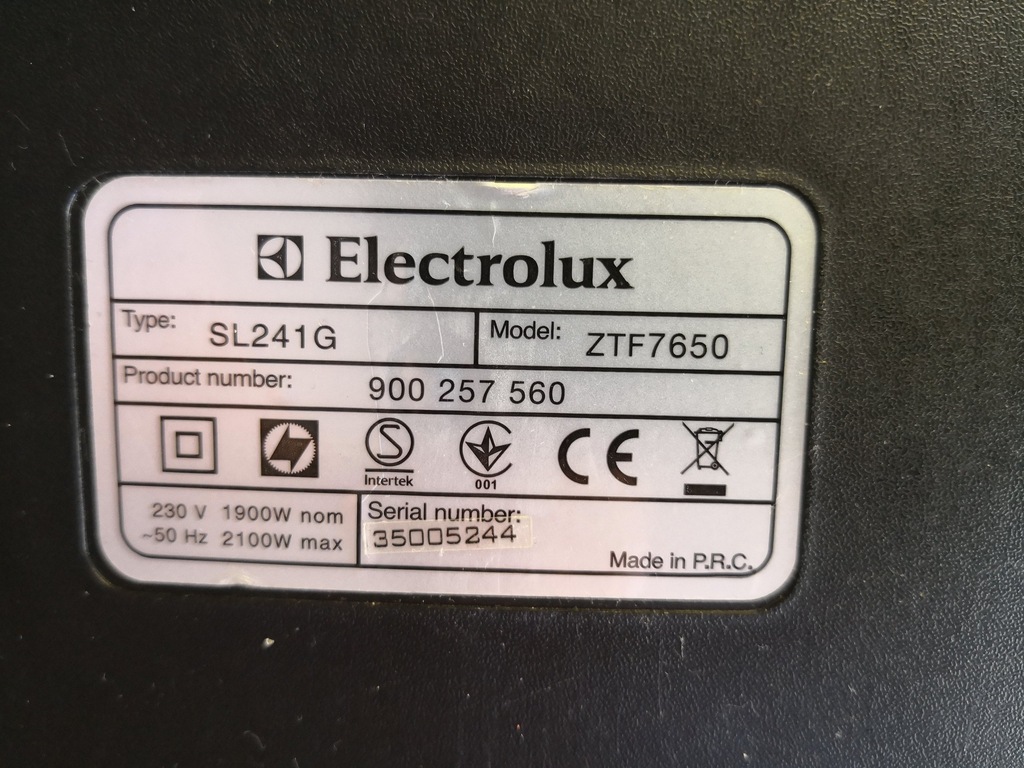 Electrolux
Type: SL241G
Model: ZTF7650
Product number: 900 257 560
S
Intertek
001
CE
230 V 1900W nom
~50 Hz 2100W max
Serial number:
35005244
Made in P.R.C.